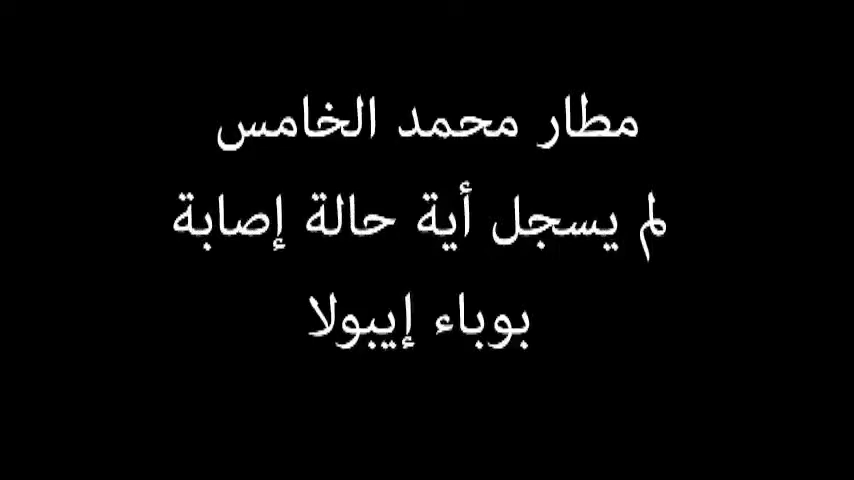 مطار محمد الخامس
لم يسجل أية حالة إصابة
بوباء إيبولا